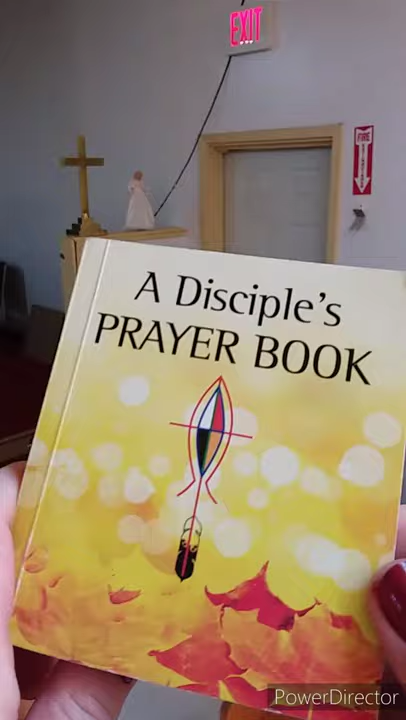 EXIT
FIRE
A Disciple's
PRAYER BOOK
PowerDirector